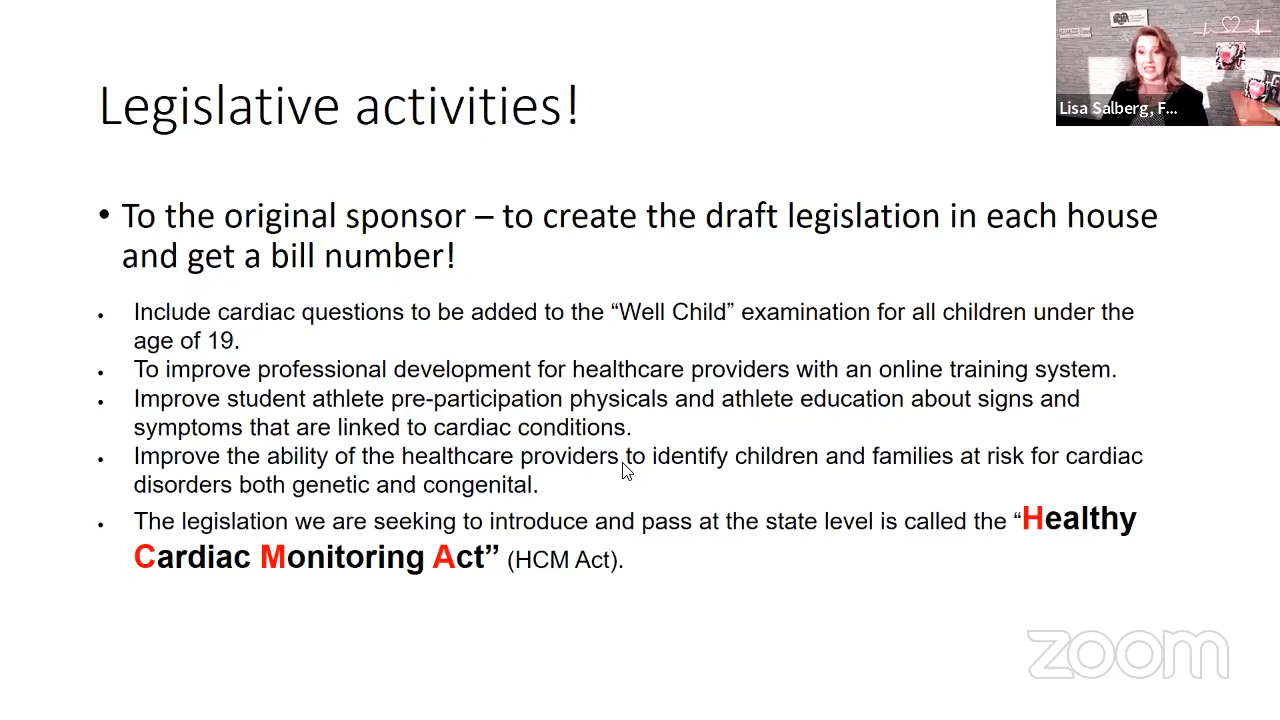 Legislative activities!
Lisa Salberg, F...
• To the original sponsor – to create the draft legislation in each house
and get a bill number!
• Include cardiac questions to be added to the “Well Child” examination for all children under the
age of 19.
• To improve professional development for healthcare providers with an online training system.
• Improve student athlete pre-participation physicals and athlete education about signs and
symptoms that are linked to cardiac conditions.
• Improve the ability of the healthcare providers to identify children and families at risk for cardiac
disorders both genetic and congenital.
• The legislation we are seeking to introduce and pass at the state level is called the “Healthy
Cardiac Monitoring Act” (HCM Act).
zoom